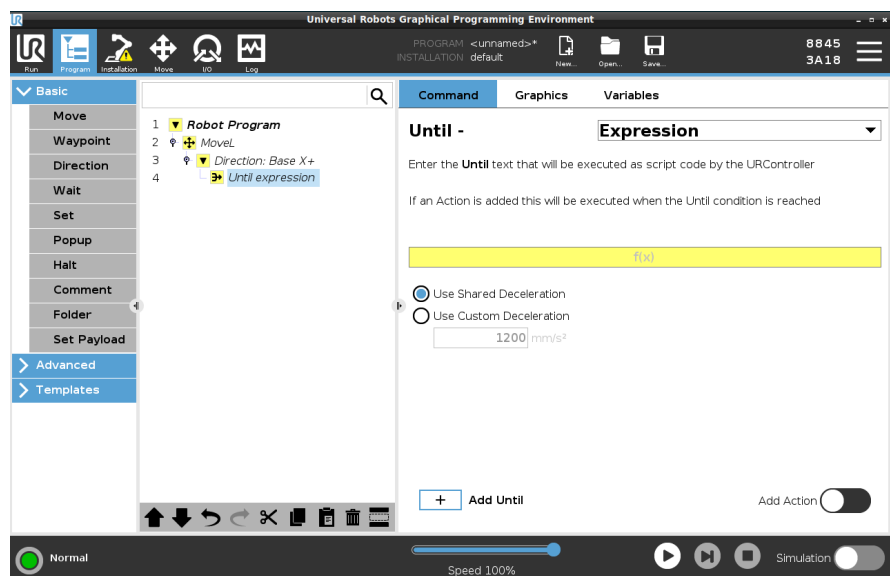 Universal Robots Graphical Programming Environment
UR
Run
Program
Installation
Move
I/O
Log
PROGRAM <unnamed>*
INSTALLATION default
New...
Open...
Save...
8845
3A18
Basic
Move
Waypoint
Direction
Wait
Set
Popup
Halt
Comment
Folder
Set Payload
Advanced
Templates
1 Robot Program
2 MoveL
3 Direction: Base X+
4 Until expression
Command Graphics Variables
Until - Expression
Enter the Until text that will be executed as script code by the URController
If an Action is added this will be executed when the Until condition is reached
f(x)
Use Shared Deceleration
Use Custom Deceleration
1200 mm/s²
+ Add Until
Add Action
Normal
Speed 100%
Simulation